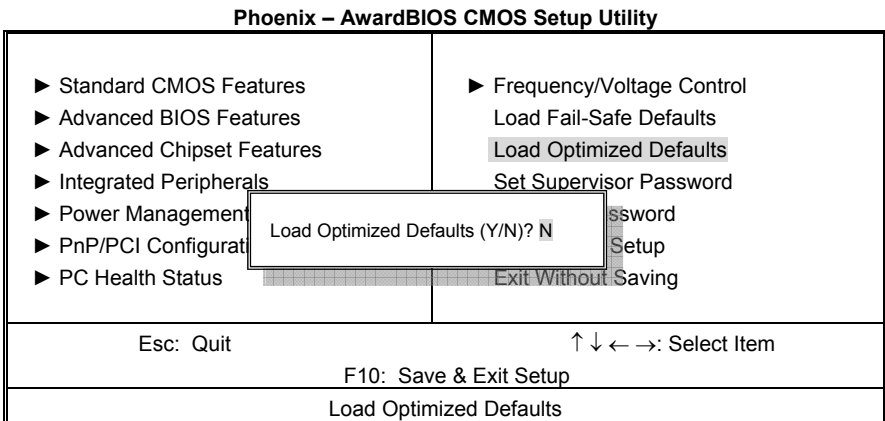 Phoenix – AwardBIOS CMOS Setup Utility
► Standard CMOS Features
► Advanced BIOS Features
► Advanced Chipset Features
► Integrated Peripherals
► Power Management
► PnP/PCI
► PC Health Status
► Frequency/Voltage Control
Load Fail-Safe Defaults
Load Optimized Defaults
Set Supervisor Password
Setup
Exit Without Saving
Load Optimized Defaults (Y/N)? N
Esc: Quit
↑ ↓ ← →: Select Item
F10: Save & Exit Setup
Load Optimized Defaults